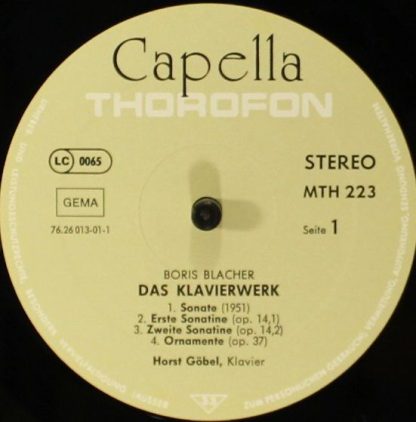 Capella
THOROFON
LC 0065
STEREO
GEMA
MTH 223
76.26 013-01-1
Seite 1
BORIS BLACHER
DAS KLAVIERWERK
1. Sonate (1951)
2. Erste Sonatine (op. 14,1)
3. Zweite Sonatine (op. 14,2)
4. Ornamente (op. 37)
Horst Göbel, Klavier
33